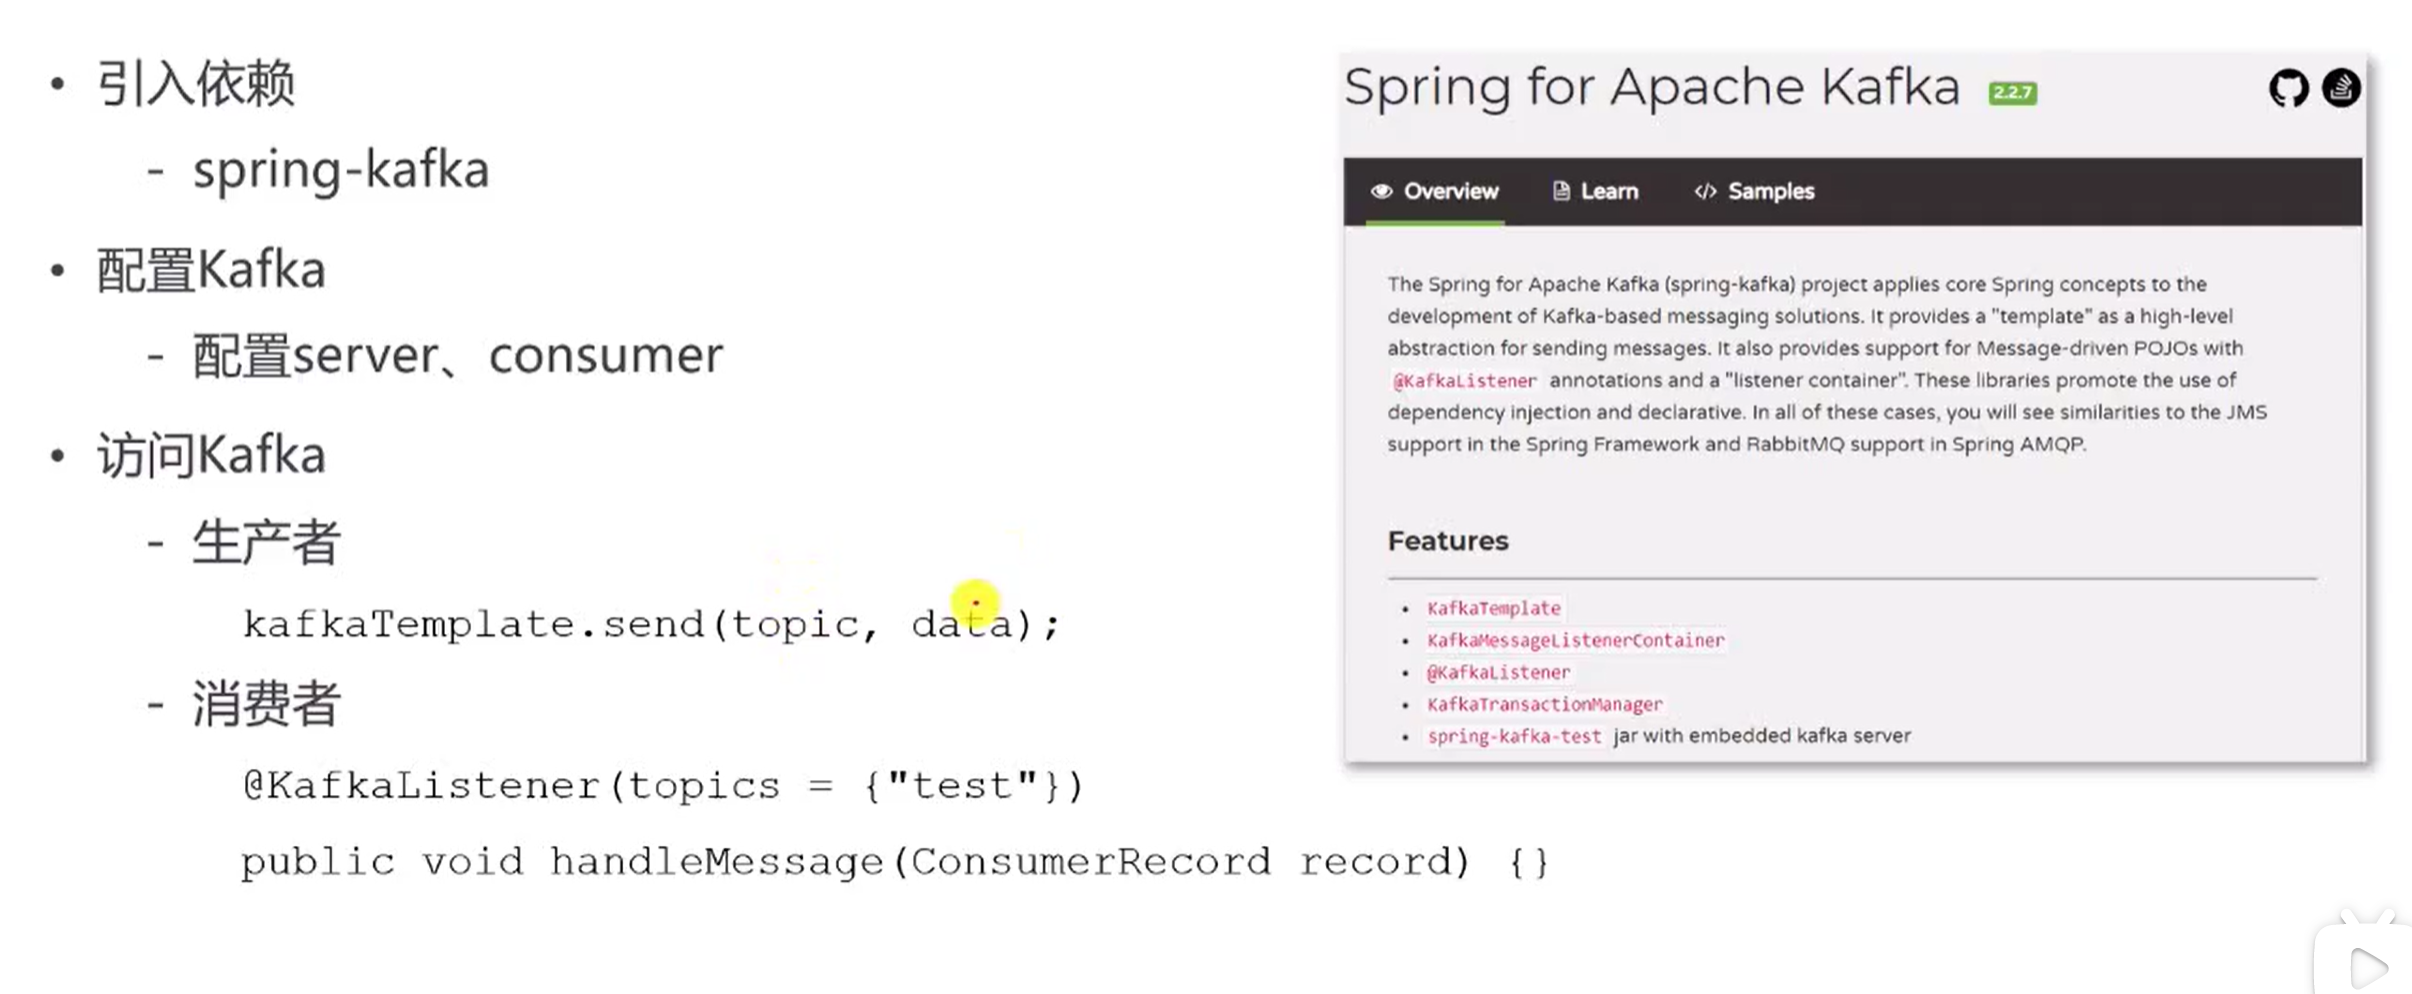 • 引入依赖
- spring-kafka
• 配置Kafka
- 配置server、consumer
• 访问Kafka
- 生产者
kafkaTemplate.send(topic, data);
- 消费者
@KafkaListener(topics = {"test"})
public void handleMessage(ConsumerRecord record) {}
Spring for Apache Kafka 2.2.7
Overview Learn </> Samples
The Spring for Apache Kafka (spring-kafka) project applies core Spring concepts to the
development of Kafka-based messaging solutions. It provides a "template" as a high-level
abstraction for sending messages. It also provides support for Message-driven POJOs with
@KafkaListener annotations and a "listener container". These libraries promote the use of
dependency injection and declarative. In all of these cases, you will see similarities to the JMS
support in the Spring Framework and RabbitMQ support in Spring AMQP.
Features
• KafkaTemplate
• KafkaMessageListenerContainer
• @KafkaListener
• KafkaTransactionManager
• spring-kafka-test jar with embedded kafka server